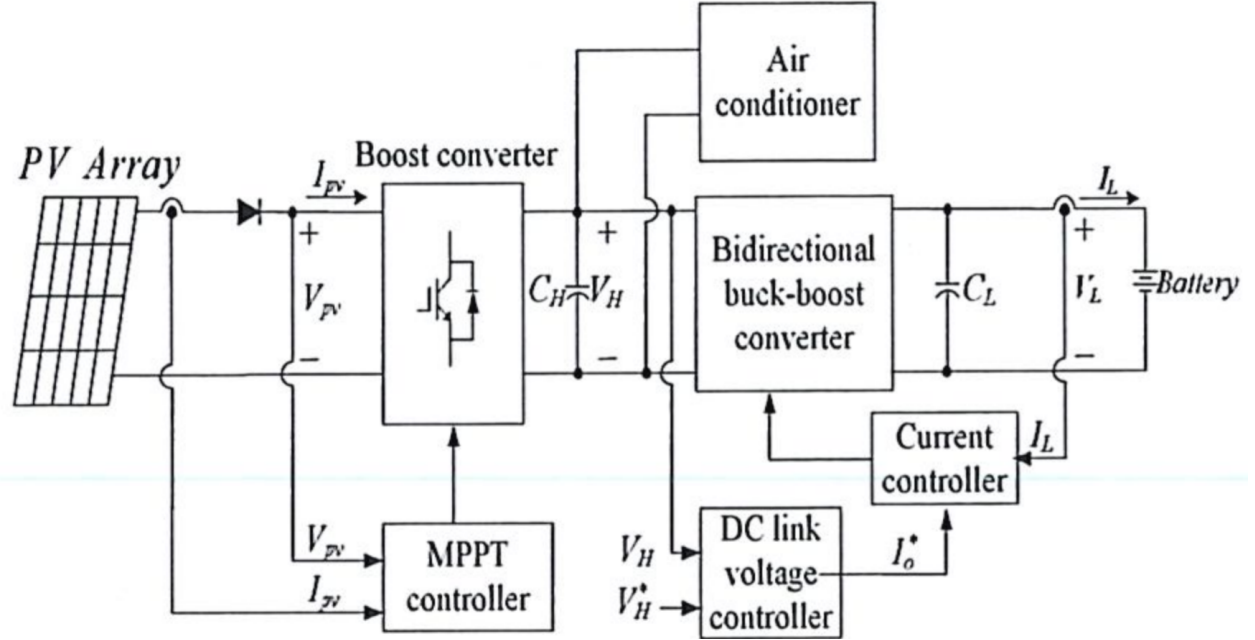 Air
conditioner
PV Array
Boost converter
I_pv
I_L
+
+
+
Bidirectional
buck-boost
converter
V_pv
C_H
V_H
C_L
V_L
Battery
−
−
−
Current
controller
I_L
V_pv
I_pv
MPPT
controller
V_H
V_H^*
DC link
voltage
controller
I_o^*